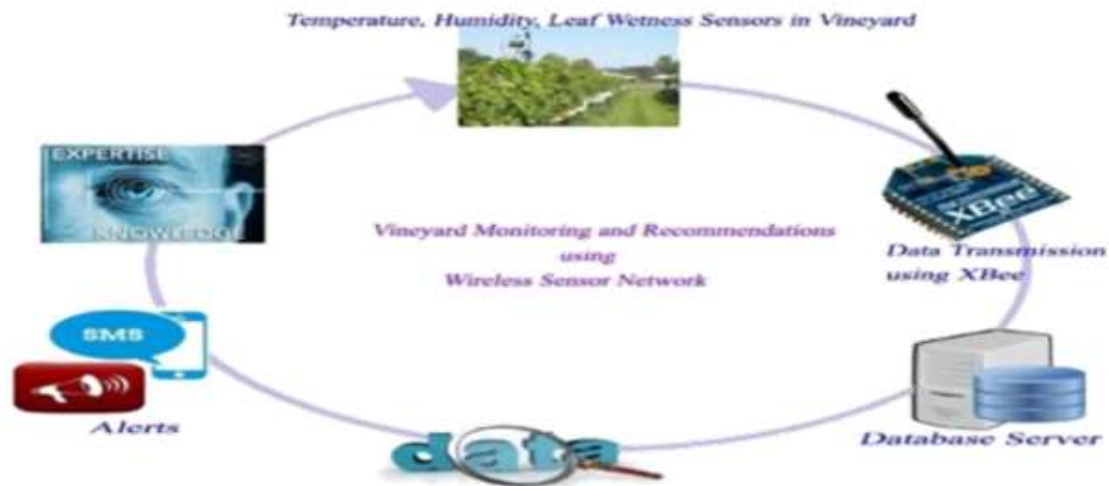 Temperature, Humidity, Leaf Wetness Sensors in Vineyard
EXPERTISE
KNOWLEDG
XBee
Vineyard Monitoring and Recommendations
using
Wireless Sensor Network
Data Transmission
using XBee
SMS
Alerts
Database Server
data